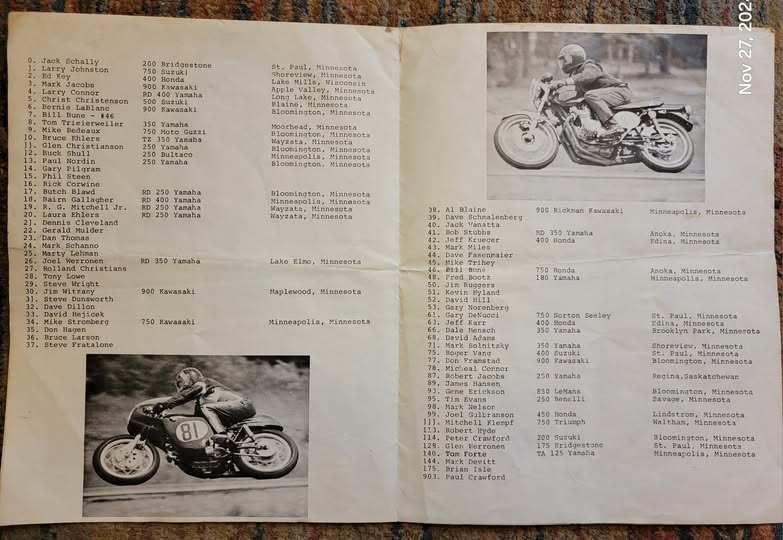 0. Jack Schally 200 Bridgestone St. Paul, Minnesota
]. Larry Johnston 750 Suzuki Shoreview, Minnesota
2. Ed Key 400 Honda Lake Mills, Wisconsin
3. Mark Jacobs 900 Kawasaki Apple Valley, Minnesota
4. Larry Connor RD 400 Yamaha Long Lake, Minnesota
5. Christ Christenson 500 Suzuki Blaine, Minnesota
6. Bernie LaBlanc 900 Kawasaki Bloomington, Minnesota
7. Bill Bune - #46
8. Tom Trieierweiler 350 Yamaha Moorhead, Minnesota
9. Mike Bedeaux 750 Moto Guzzi Bloomington, Minnesota
]0. Bruce Ehlers TZ 350 Yamaha Wayzata, Minnesota
]]. Glen Christianson 250 Yamaha Bloomington, Minnesota
]2. Buck Shull 250 Bultaco Minneapolis, Minnesota
13. Paul Nordin 250 Yamaha Bloomington, Minnesota
14. Gary Pilgram
15. Phil Steen
16. Rick Corwine
17. Butch Blawd RD 250 Yamaha Bloomington, Minnesota
18. Bairn Gallagher RD 400 Yamaha Minneapolis, Minnesota
19. R. G. Mitchell Jr. RD 250 Yamaha Wayzata, Minnesota
20. Laura Ehlers RD 250 Yamaha Wayzata, Minnesota
2]. Dennis Cleveland
22. Gerald Mulder
23. Dan Thomas
24. Mark Schanno
25. Marty Lehman
26. Joel Werronen RD 350 Yamaha Lake Elmo, Minnesota
27. Rolland Christians
28. Tony Lowe
29. Steve Wright
30. Jim Witzany 900 Kawasaki Maplewood, Minnesota
3]. Steve Dunsworth
32. Dave Dillon
33. David Hejicek
34. Mike Stromberg 750 Kawasaki Minneapolis, Minnesota
35. Don Hagen
36. Bruce Larson
37. Steve Fratalone
81
Nov 27, 202
38. Al Blaine 900 Rickman Kawasaki Minneapolis, Minnesota
39. Dave Schmalenberg
40. Jack Vanatta
41. Bob Stubbs RD 350 Yamaha Anoka, Minnesota
42. Jeff Krueger 400 Honda Edina, Minnesota
43. Mark Miles
44. Dave Fasenmaier
45. Mike Trihey
46. Bill Bune 750 Honda Anoka, Minnesota
48. Fred Bootz 180 Yamaha Minneapolis, Minnesota
50. Jim Ruggera
51. Kevin Hyland
52. David Hill
53. Gary Norenberg
61. Gary DeNucci 750 Norton Seeley St. Paul, Minnesota
63. Jeff Karr 400 Honda Edina, Minnesota
66. Dale Mensch 350 Yamaha Brooklyn Park, Minnesota
68. David Adams
7]. Mark Solnitsky 350 Yamaha Shoreview, Minnesota
75. Roger Vang 400 Suzuki St. Paul, Minnesota
77. Don Framstad 900 Kawasaki Bloomington, Minnesota
78. Micheal Connor
87. Robert Jacobs 250 Yamaha Regina,Saskatchewan
89. James Hansen
93. Gene Erickson 850 LeMans Bloomington, Minnesota
95. Tim Evans 250 Benelli Savage, Minnesota
98. Mark Nelson
99. Joel Gulbranson 450 Honda Lindstrom, Minnesota
]]]. Mitchell Klempf 750 Triumph Waltham, Minnesota
113. Robert Hyde
114. Peter Crawford 200 Suzuki Bloomington, Minnesota
128. Glen Werronen 175 Bridgestone St. Paul, Minnesota
140. Tom Forte TA 125 Yamaha Minneapolis, Minnesota
144. Mark Devitt
175. Brian Isle
903. Paul Crawford